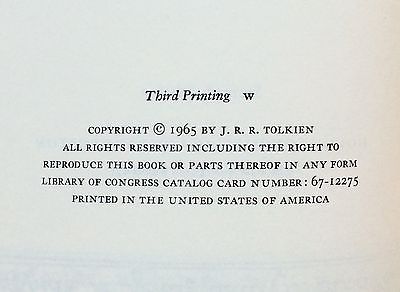 Third Printing W
COPYRIGHT © 1965 BY J. R. R. TOLKIEN
ALL RIGHTS RESERVED INCLUDING THE RIGHT TO
REPRODUCE THIS BOOK OR PARTS THEREOF IN ANY FORM
LIBRARY OF CONGRESS CATALOG CARD NUMBER: 67-12275
PRINTED IN THE UNITED STATES OF AMERICA